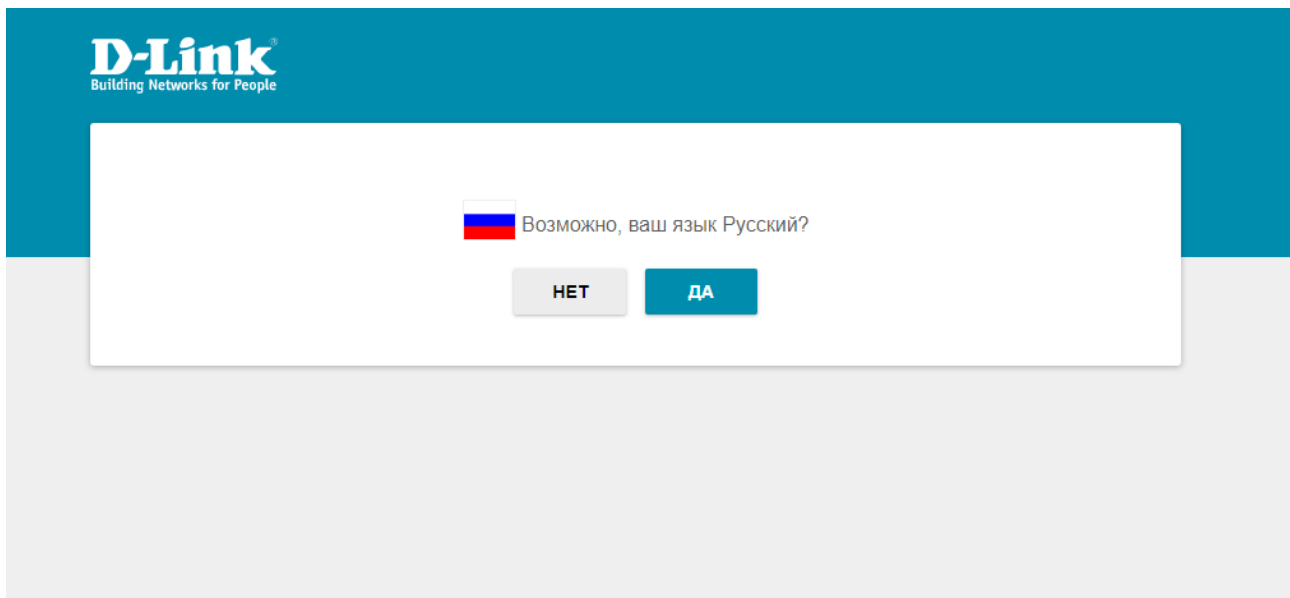 D-Link®
Building Networks for People
Возможно, ваш язык Русский?
НЕТ
ДА